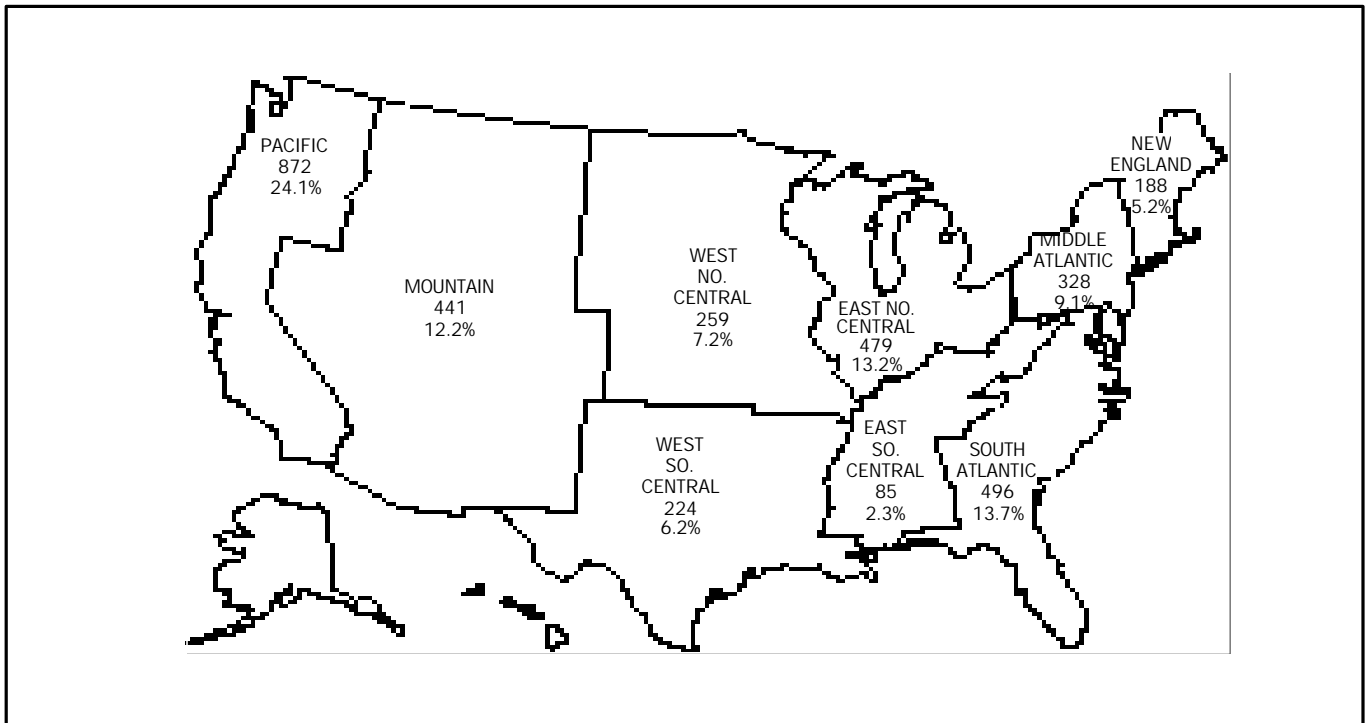 PACIFIC
872
24.1%
MOUNTAIN
441
12.2%
WEST
NO.
CENTRAL
259
7.2%
WEST
SO.
CENTRAL
224
6.2%
EAST NO.
CENTRAL
479
13.2%
EAST
SO.
CENTRAL
85
2.3%
SOUTH
ATLANTIC
496
13.7%
MIDDLE
ATLANTIC
328
9.1%
NEW
ENGLAND
188
5.2%